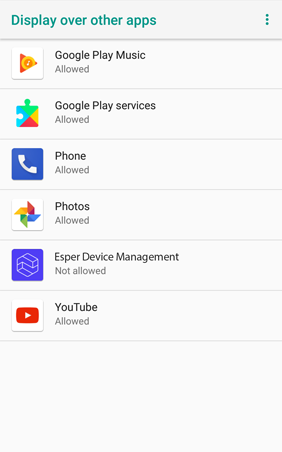 Display over other apps
Google Play Music
Allowed
Google Play services
Allowed
Phone
Allowed
Photos
Allowed
Esper Device Management
Not allowed
YouTube
Allowed